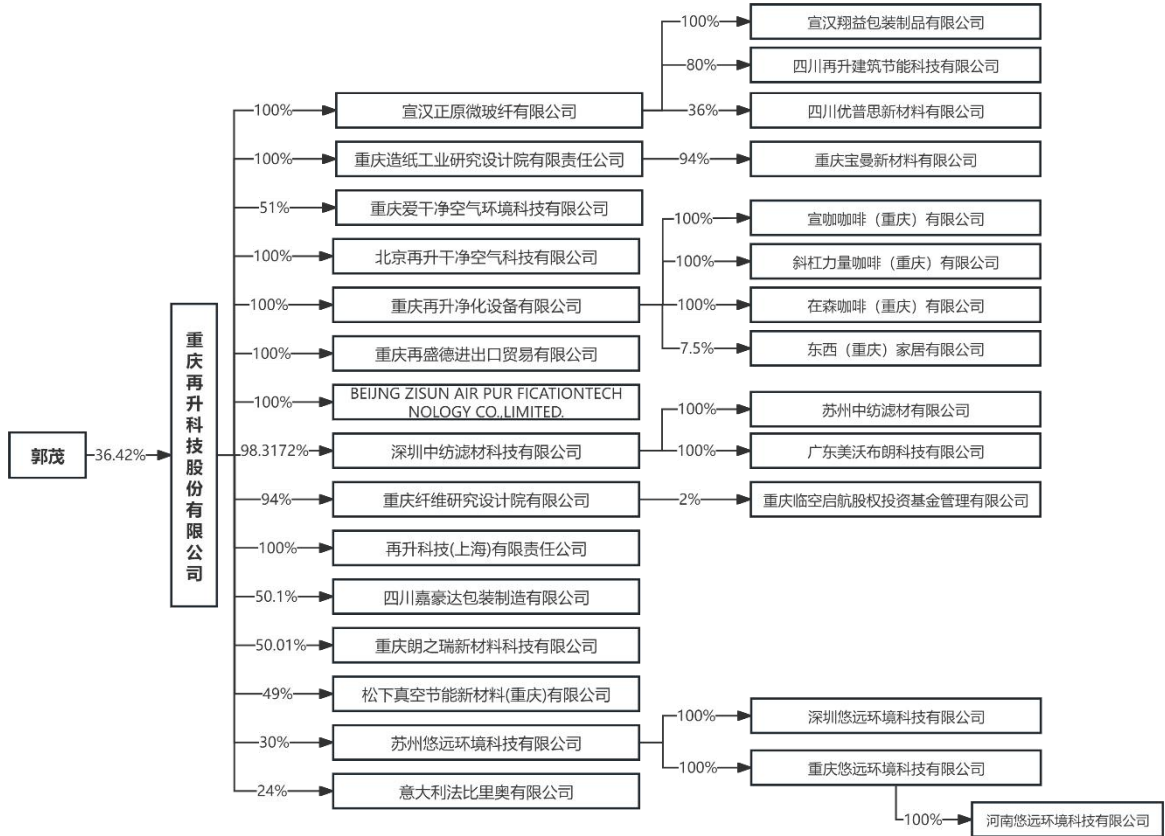 100%
宣汉翔益包装制品有限公司
80%
四川再升建筑节能科技有限公司
100%
宣汉正原微玻纤有限公司
36%
四川优普思新材料有限公司
100%
重庆造纸工业研究设计院有限责任公司
94%
重庆宝曼新材料有限公司
51%
重庆爱干净空气环境科技有限公司
100%
宣咖咖啡（重庆）有限公司
100%
北京再升干净空气科技有限公司
100%
斜杠力量咖啡（重庆）有限公司
100%
重庆再升净化设备有限公司
100%
在森咖啡（重庆）有限公司
100%
重庆再盛德进出口贸易有限公司
7.5%
东西（重庆）家居有限公司
100%
BEIJNG ZISUN AIR PUR FICATIONTECH
NOLOGY CO.,LIMITED.
100%
苏州中纺滤材有限公司
郭茂
36.42%
重庆再升科技股份有限公司
98.3172%
深圳中纺滤材科技有限公司
100%
广东美沃布朗科技有限公司
94%
重庆纤维研究设计院有限公司
2%
重庆临空启航股权投资基金管理有限公司
100%
再升科技(上海)有限责任公司
50.1%
四川嘉豪达包装制造有限公司
50.01%
重庆朗之瑞新材料科技有限公司
49%
松下真空节能新材料(重庆)有限公司
100%
深圳悠远环境科技有限公司
30%
苏州悠远环境科技有限公司
100%
重庆悠远环境科技有限公司
24%
意大利法比里奥有限公司
100%
河南悠远环境科技有限公司